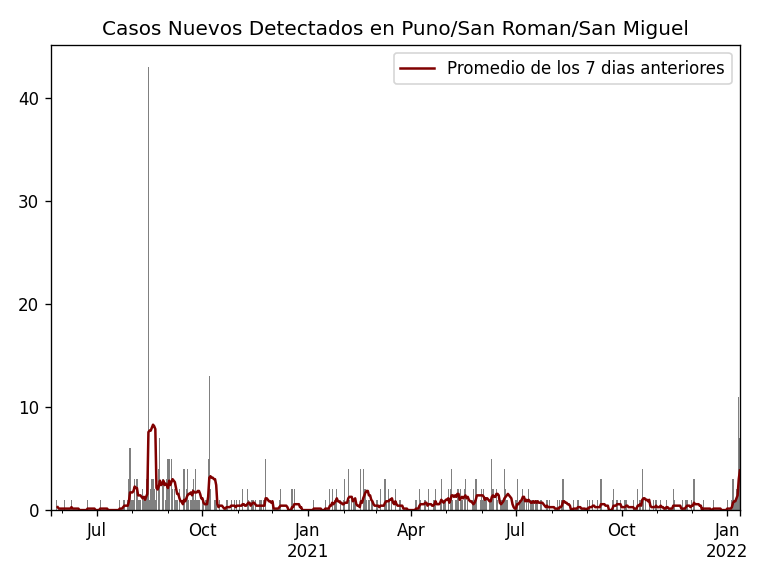 Casos Nuevos Detectados en Puno/San Roman/San Miguel
Promedio de los 7 dias anteriores
40
30
20
10
0
Jul
Oct
Jan
2021
Apr
Jul
Oct
Jan
2022